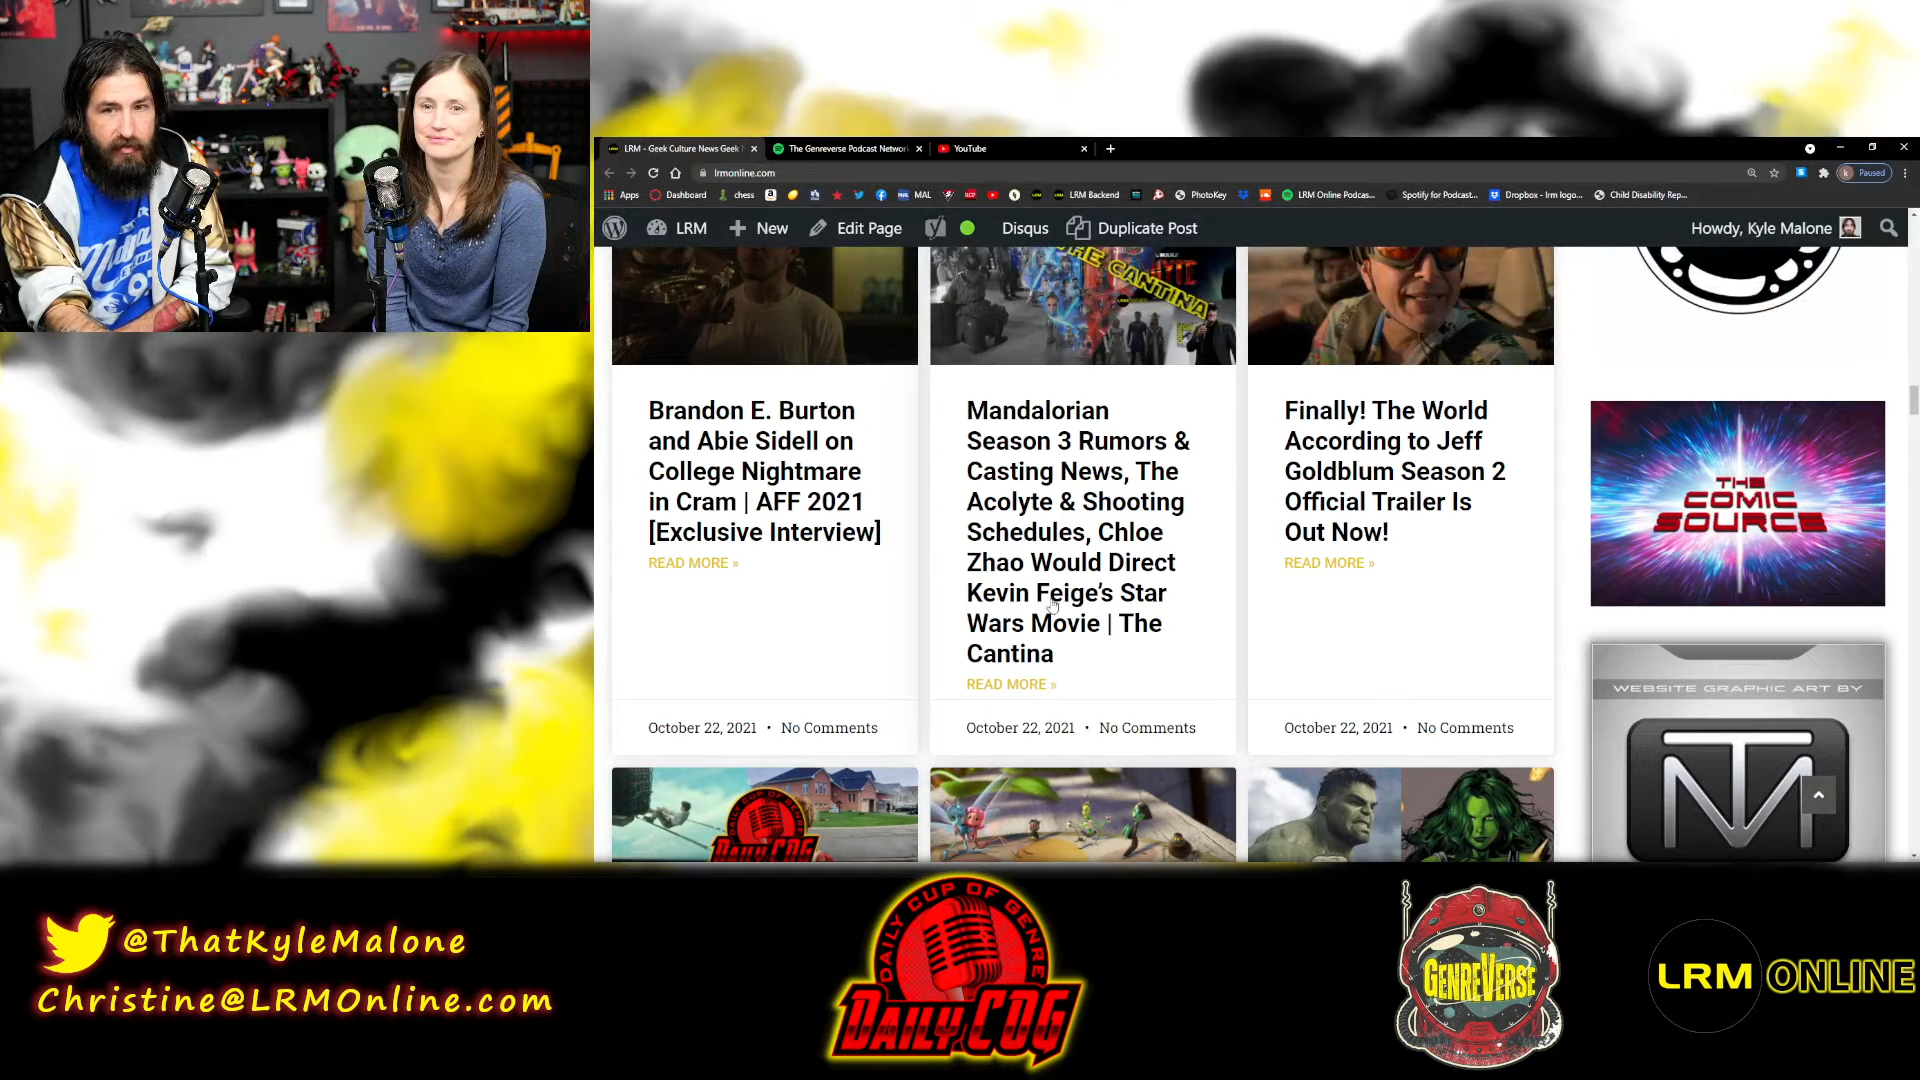 LRM - Geek Culture News Geek
The Genreverse Podcast Network
YouTube
lrmonline.com
Paused
Apps
Dashboard
chess
MAL
LRM Backend
PhotoKey
LRM Online Podcas...
Spotify for Podcast...
Dropbox - lrm logo...
Child Disability Rep...
LRM
New
Edit Page
Disqus
Duplicate Post
Howdy, Kyle Malone
THE CANTINA
Brandon E. Burton
and Abie Sidell on
College Nightmare
in Cram | AFF 2021
[Exclusive Interview]
READ MORE »
October 22, 2021 • No Comments
Mandalorian
Season 3 Rumors &
Casting News, The
Acolyte & Shooting
Schedules, Chloe
Zhao Would Direct
Kevin Feige’s Star
Wars Movie | The
Cantina
READ MORE »
October 22, 2021 • No Comments
Finally! The World
According to Jeff
Goldblum Season 2
Official Trailer Is
Out Now!
READ MORE »
October 22, 2021 • No Comments
THE
COMIC
SOURCE
WEBSITE GRAPHIC ART BY
DAILY CUP OF GENRE
DAILY COG
@ThatKyleMalone
Christine@LRMOnline.com
DAILY CUP OF GENRE
DAILY COG
GENREVERSE
LRM ONLINE